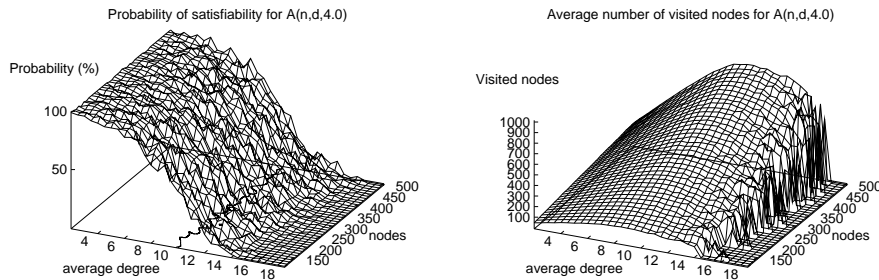 Probability of satisfiability for A(n,d,4.0)
Probability (%)
100
50
4 6 8 10 12 14 16 18
average degree
150 200 250 300 350 400 450 500
nodes
Average number of visited nodes for A(n,d,4.0)
Visited nodes
1000
900
800
700
600
500
400
300
200
100
4 6 8 10 12 14 16 18
average degree
150 200 250 300 350 400 450 500
nodes